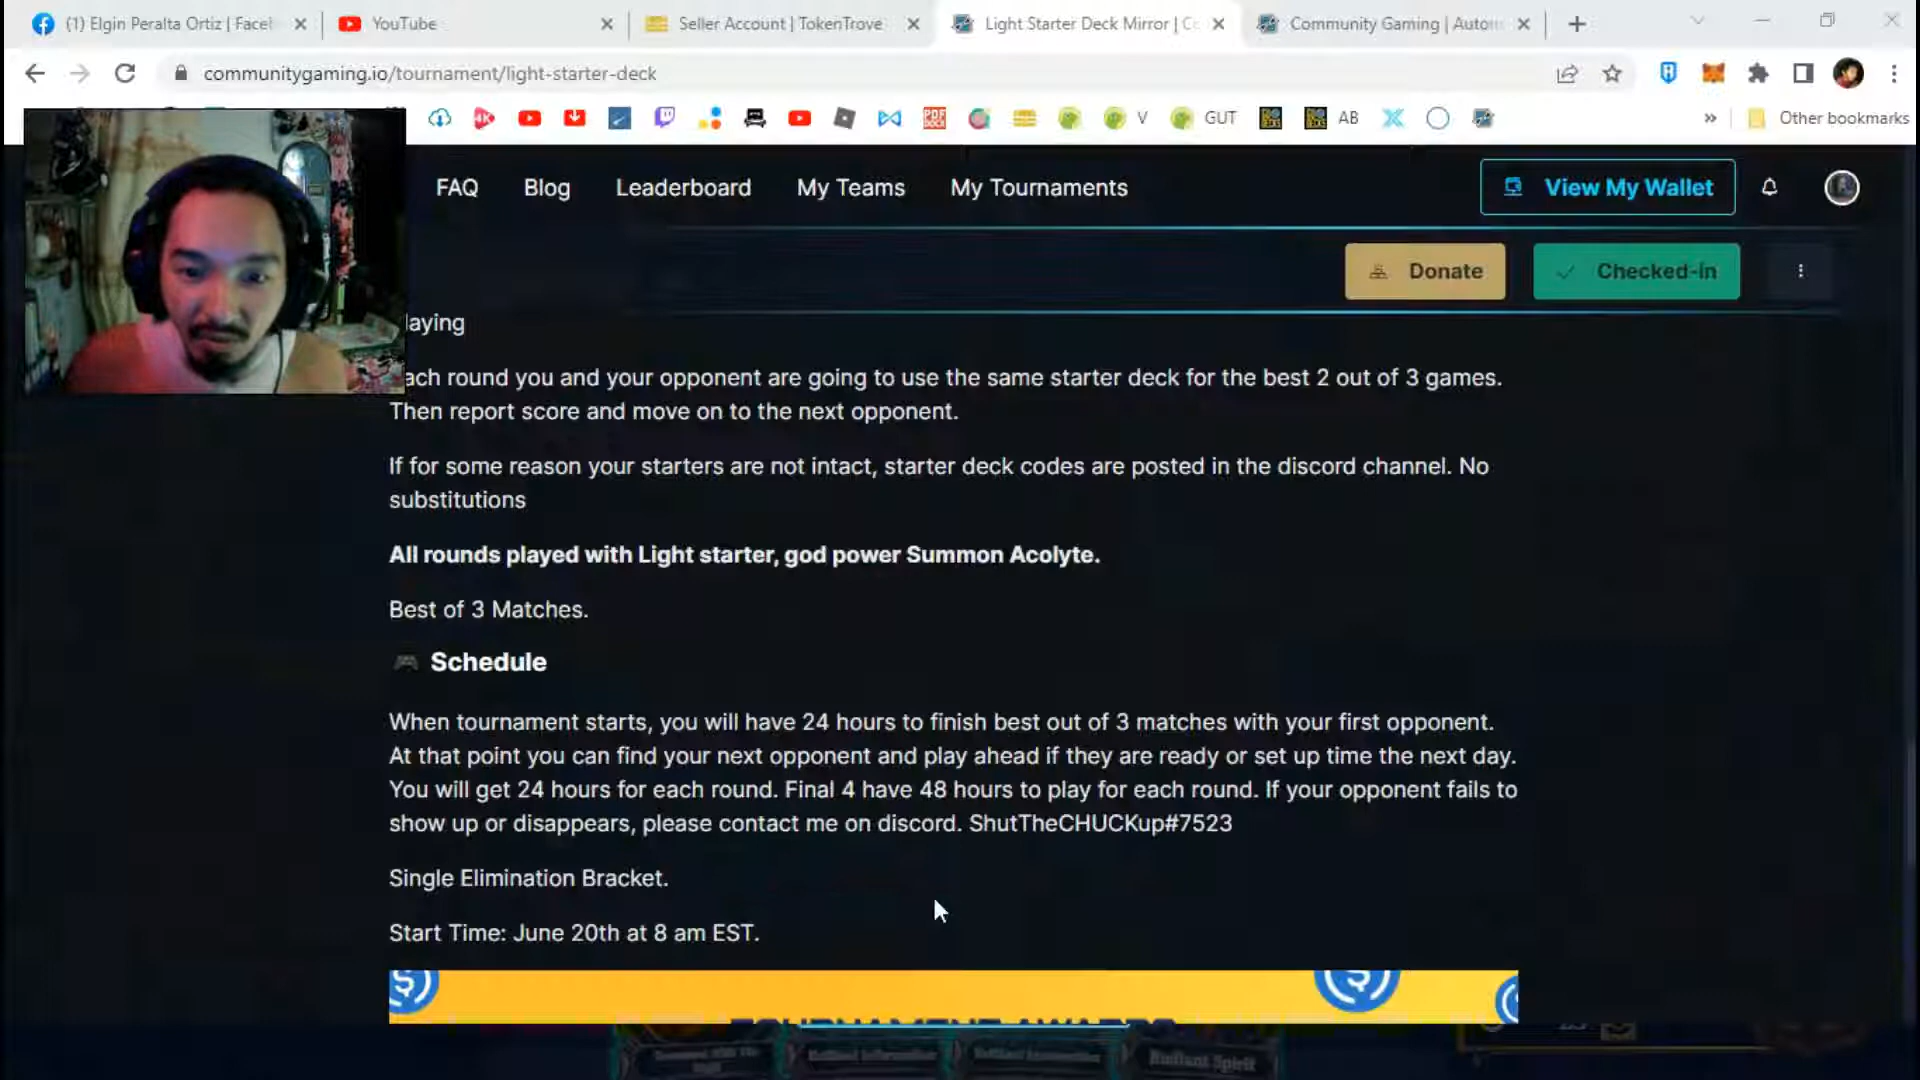 (1) Elgin Peralta Ortiz | Face
YouTube
Seller Account | TokenTrove
Light Starter Deck Mirror | Co
Community Gaming | Autom
communitygaming.io/tournament/light-starter-deck
4K
PDF
V
GUT
AB
Other bookmarks
FAQ
Blog
Leaderboard
My Teams
My Tournaments
View My Wallet
Donate
Checked-in
laying
ach round you and your opponent are going to use the same starter deck for the best 2 out of 3 games.
Then report score and move on to the next opponent.
If for some reason your starters are not intact, starter deck codes are posted in the discord channel. No
substitutions
All rounds played with Light starter, god power Summon Acolyte.
Best of 3 Matches.
Schedule
When tournament starts, you will have 24 hours to finish best out of 3 matches with your first opponent.
At that point you can find your next opponent and play ahead if they are ready or set up time the next day.
You will get 24 hours for each round. Final 4 have 48 hours to play for each round. If your opponent fails to
show up or disappears, please contact me on discord. ShutTheCHUCKup#7523
Single Elimination Bracket.
Start Time: June 20th at 8 am EST.
TOURNAMENT AWARDS
Radiant Spirit